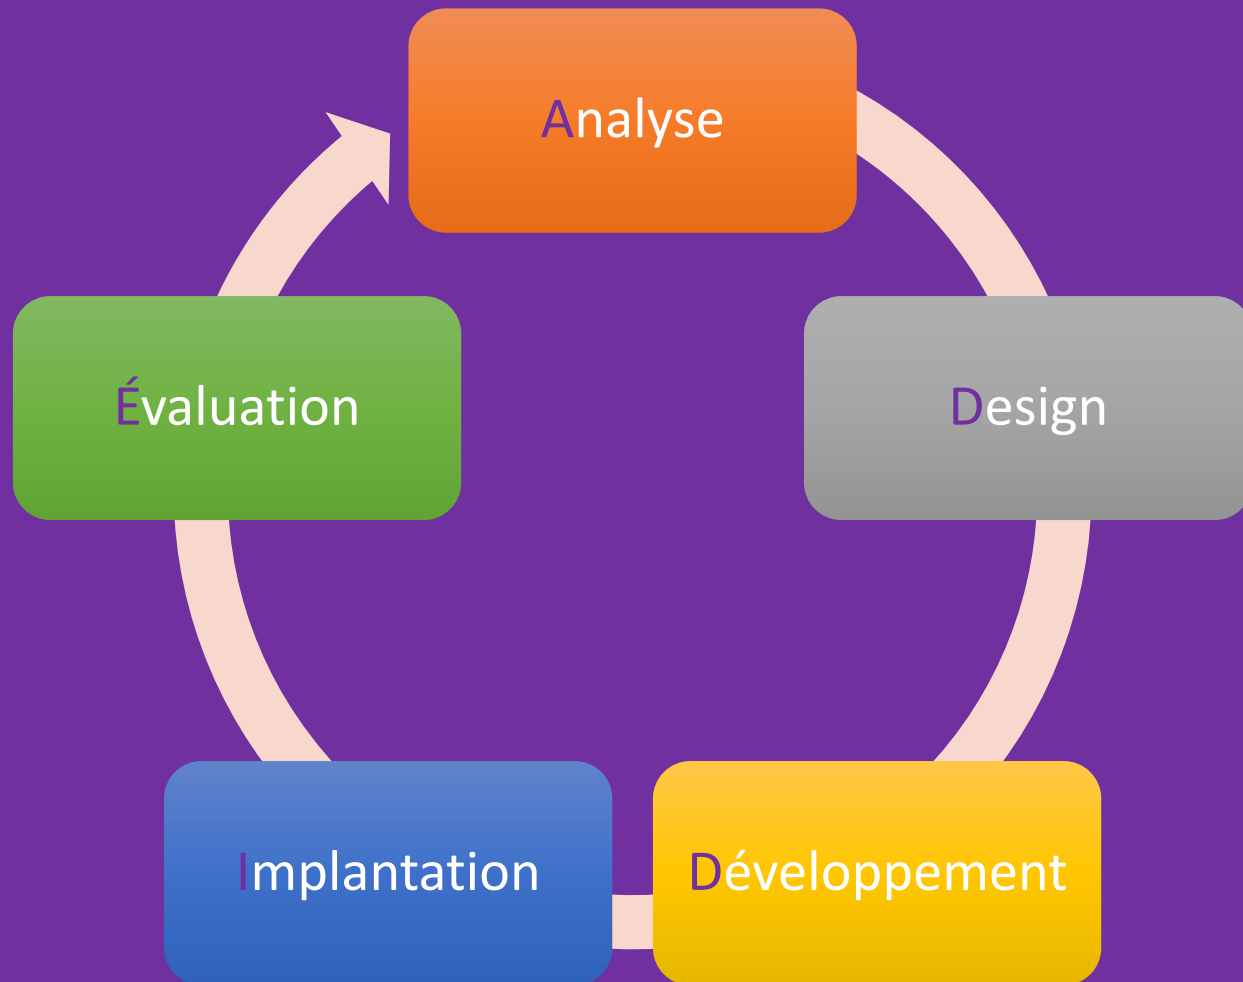 Analyse
Design
Développement
Implantation
Évaluation